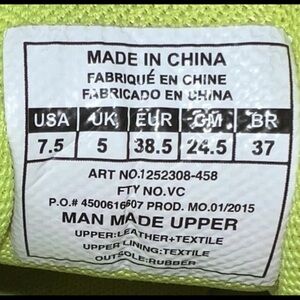 MADE IN CHINA
FABRIQUÉ EN CHINE
FABRICADO EN CHINA
USA UK EUR CM BR
7.5 5 38.5 24.5 37
ART NO.1252308-458
FTY NO.VC
P.O.# 4500616607 PROD. MO.01/2015
MAN MADE UPPER
UPPER:LEATHER+TEXTILE
UPPER LINING:TEXTILE
OUTSOLE:RUBBER